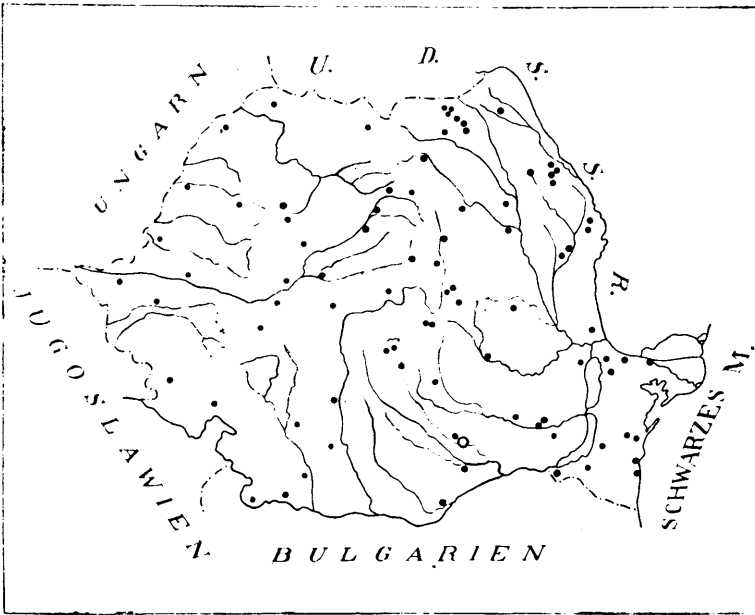 UNGARN
U. D. S. S. R.
JUGOSLAWIEN
BULGARIEN
SCHWARZES M.